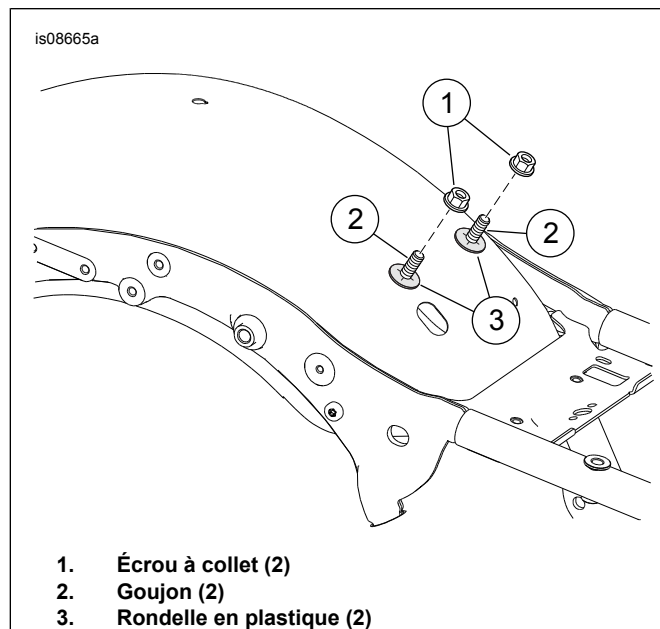 is08665a
1
2
2
3
1. Écrou à collet (2)
2. Goujon (2)
3. Rondelle en plastique (2)